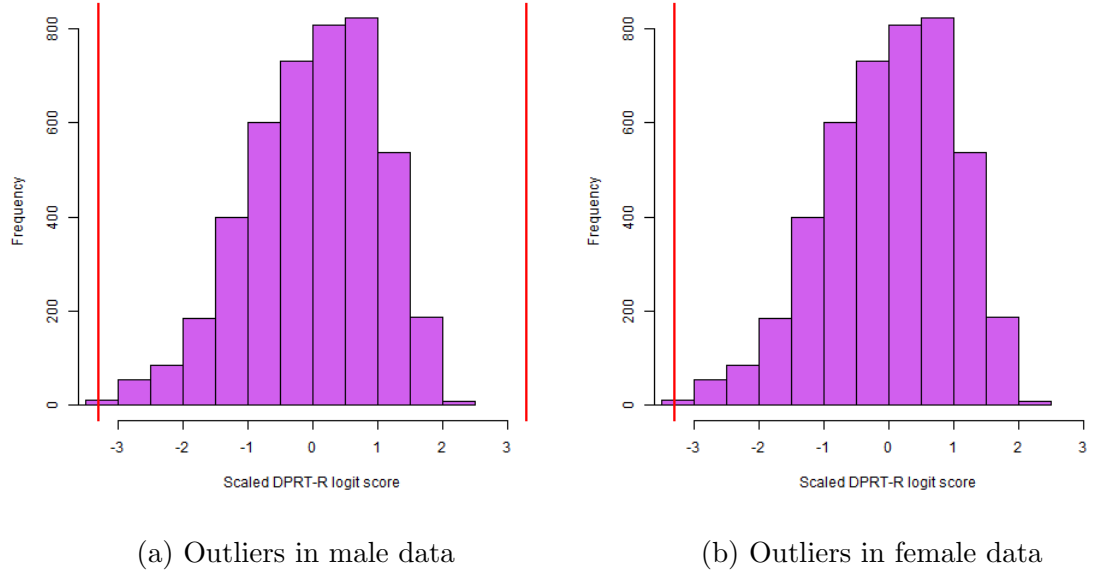 800
600
400
200
0
Frequency
-3 -2 -1 0 1 2 3
Scaled DPRT-R logit score
(a) Outliers in male data
800
600
400
200
0
Frequency
-3 -2 -1 0 1 2 3
Scaled DPRT-R logit score
(b) Outliers in female data